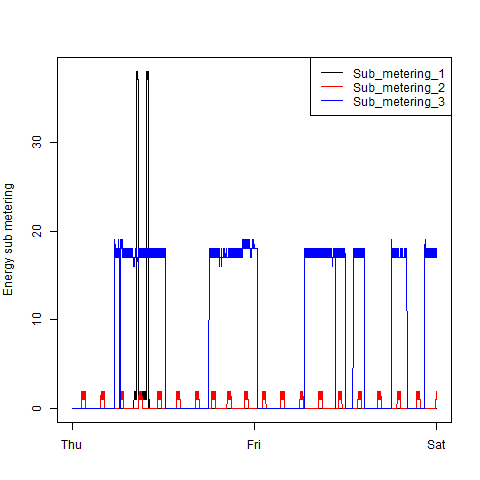 Sub_metering_1
Sub_metering_2
Sub_metering_3
Energy sub metering
30
20
10
0
Thu Fri Sat